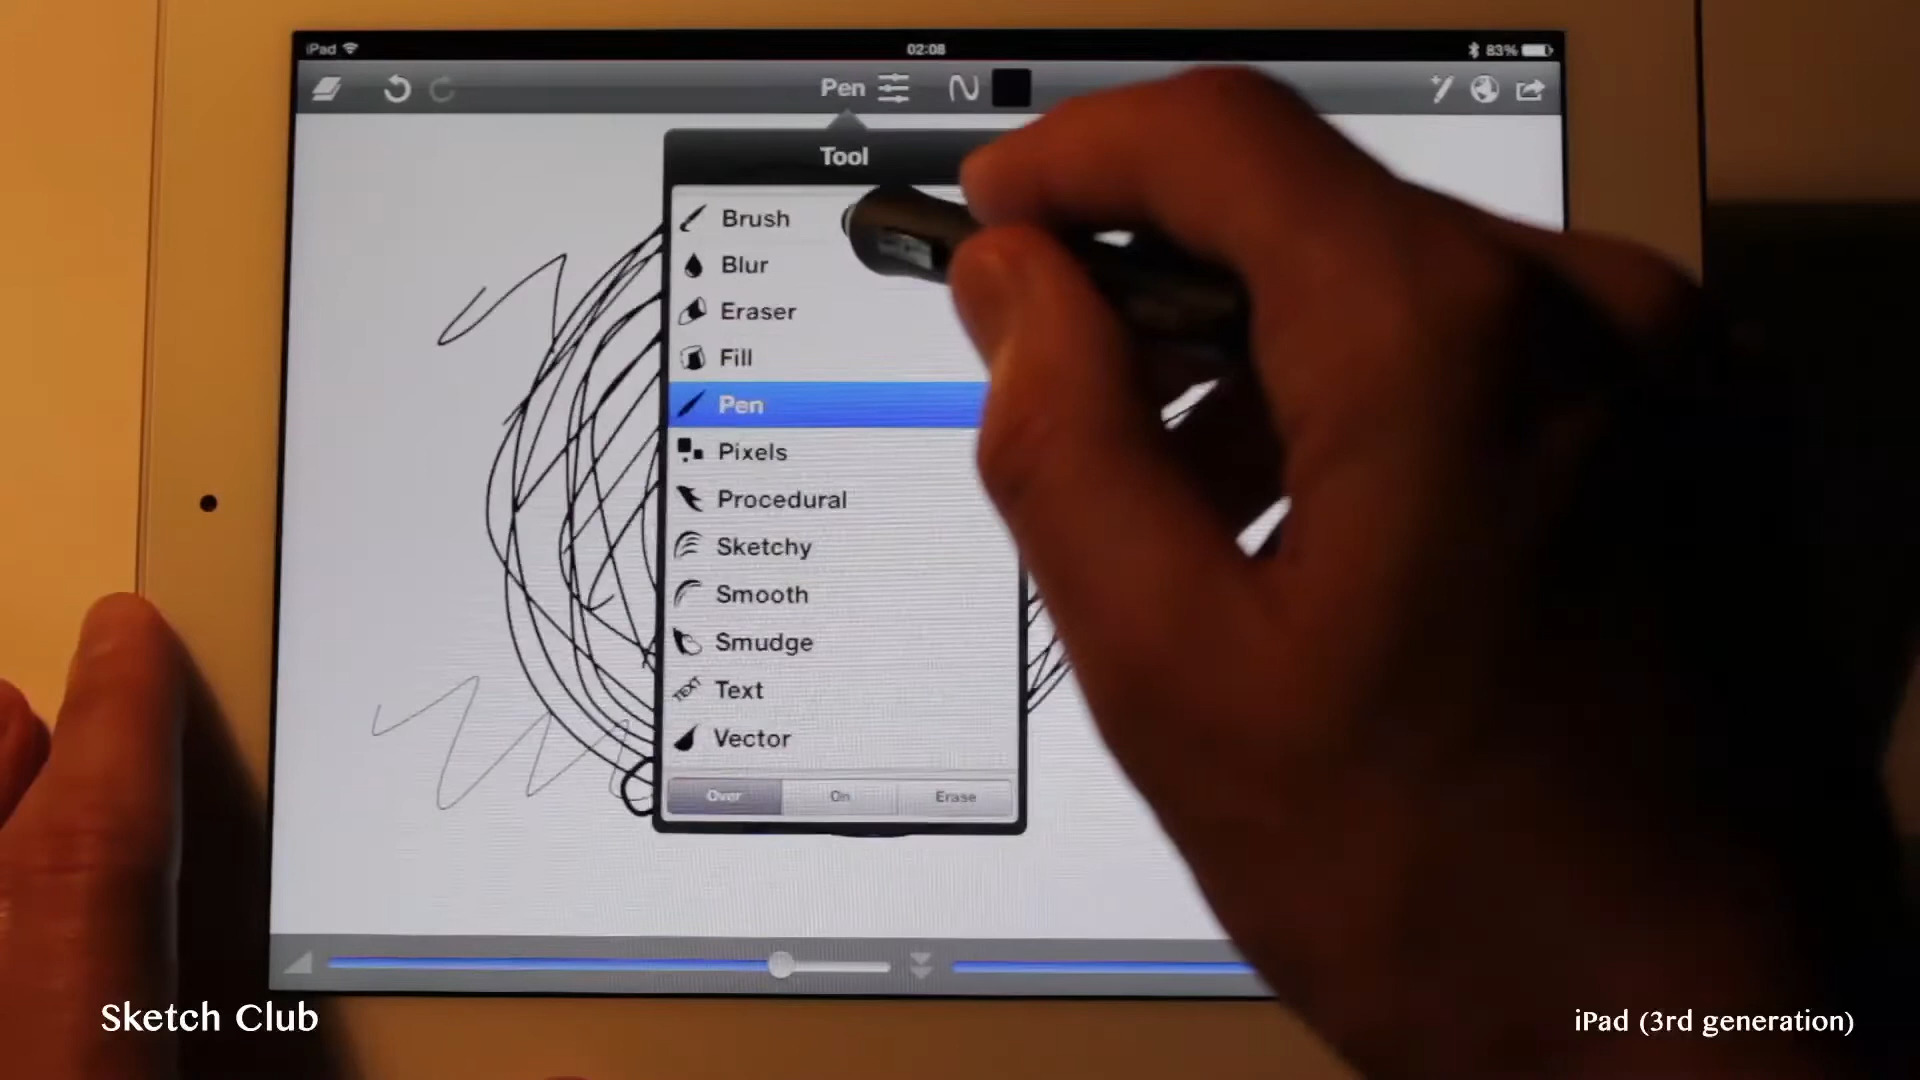 iPad 02:08 83%
Pen
Tool
Brush
Blur
Eraser
Fill
Pen
Pixels
Procedural
Sketchy
Smooth
Smudge
TEXT Text
Vector
Over On Erase
Sketch Club
iPad (3rd generation)